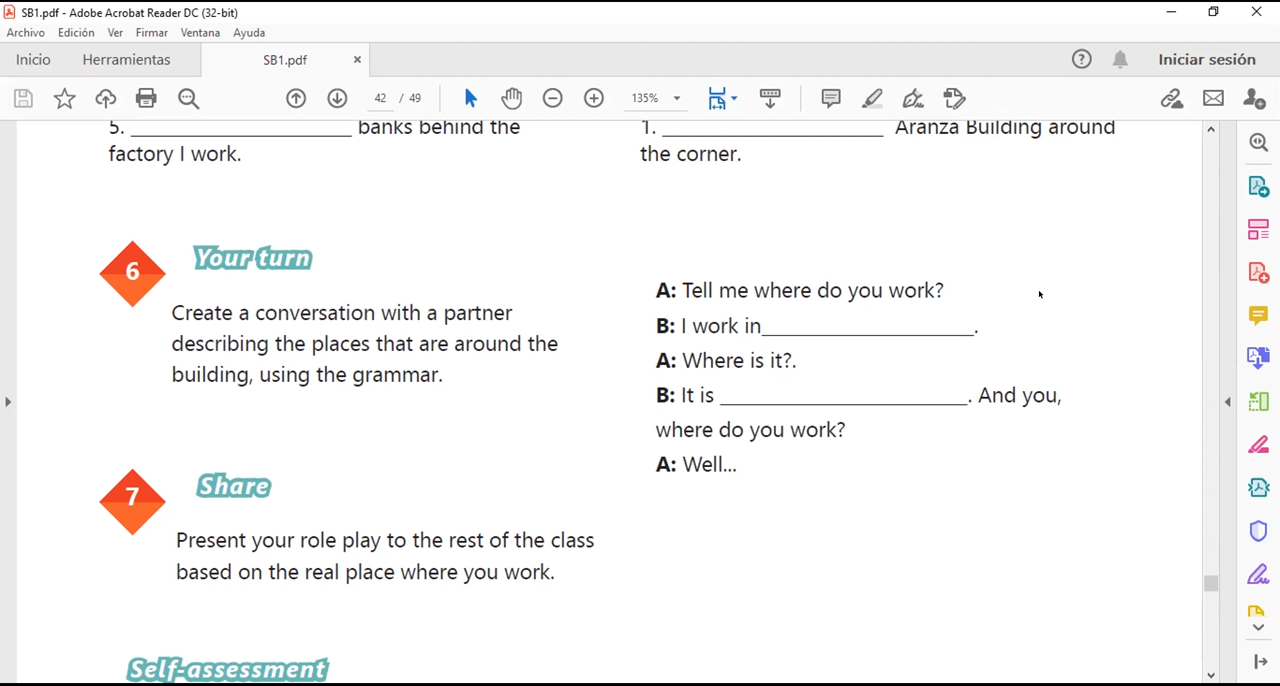 SB1.pdf - Adobe Acrobat Reader DC (32-bit)
Archivo Edición Ver Firmar Ventana Ayuda
Inicio Herramientas SB1.pdf × Iniciar sesión
42 / 49 135%
5. ____________________ banks behind the
factory I work.
1. ____________________ Aranza Building around
the corner.
6 Your turn
Create a conversation with a partner
describing the places that are around the
building, using the grammar.
A: Tell me where do you work?
B: I work in___________________.
A: Where is it?.
B: It is ______________________. And you,
where do you work?
A: Well...
7 Share
Present your role play to the rest of the class
based on the real place where you work.
Self-assessment